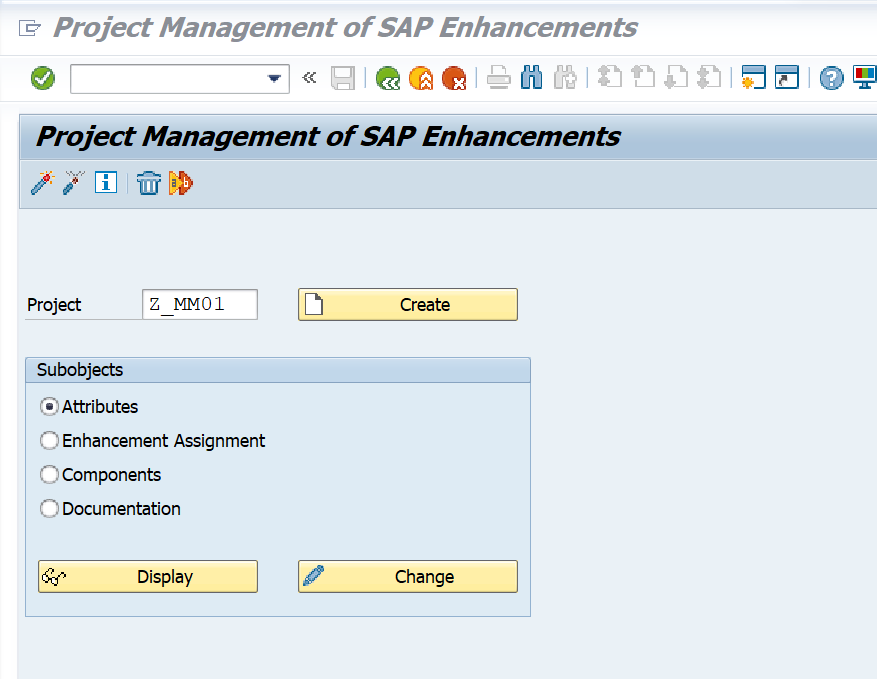 Project Management of SAP Enhancements
Project Management of SAP Enhancements
Project Z_MM01 Create
Subobjects
Attributes
Enhancement Assignment
Components
Documentation
Display Change